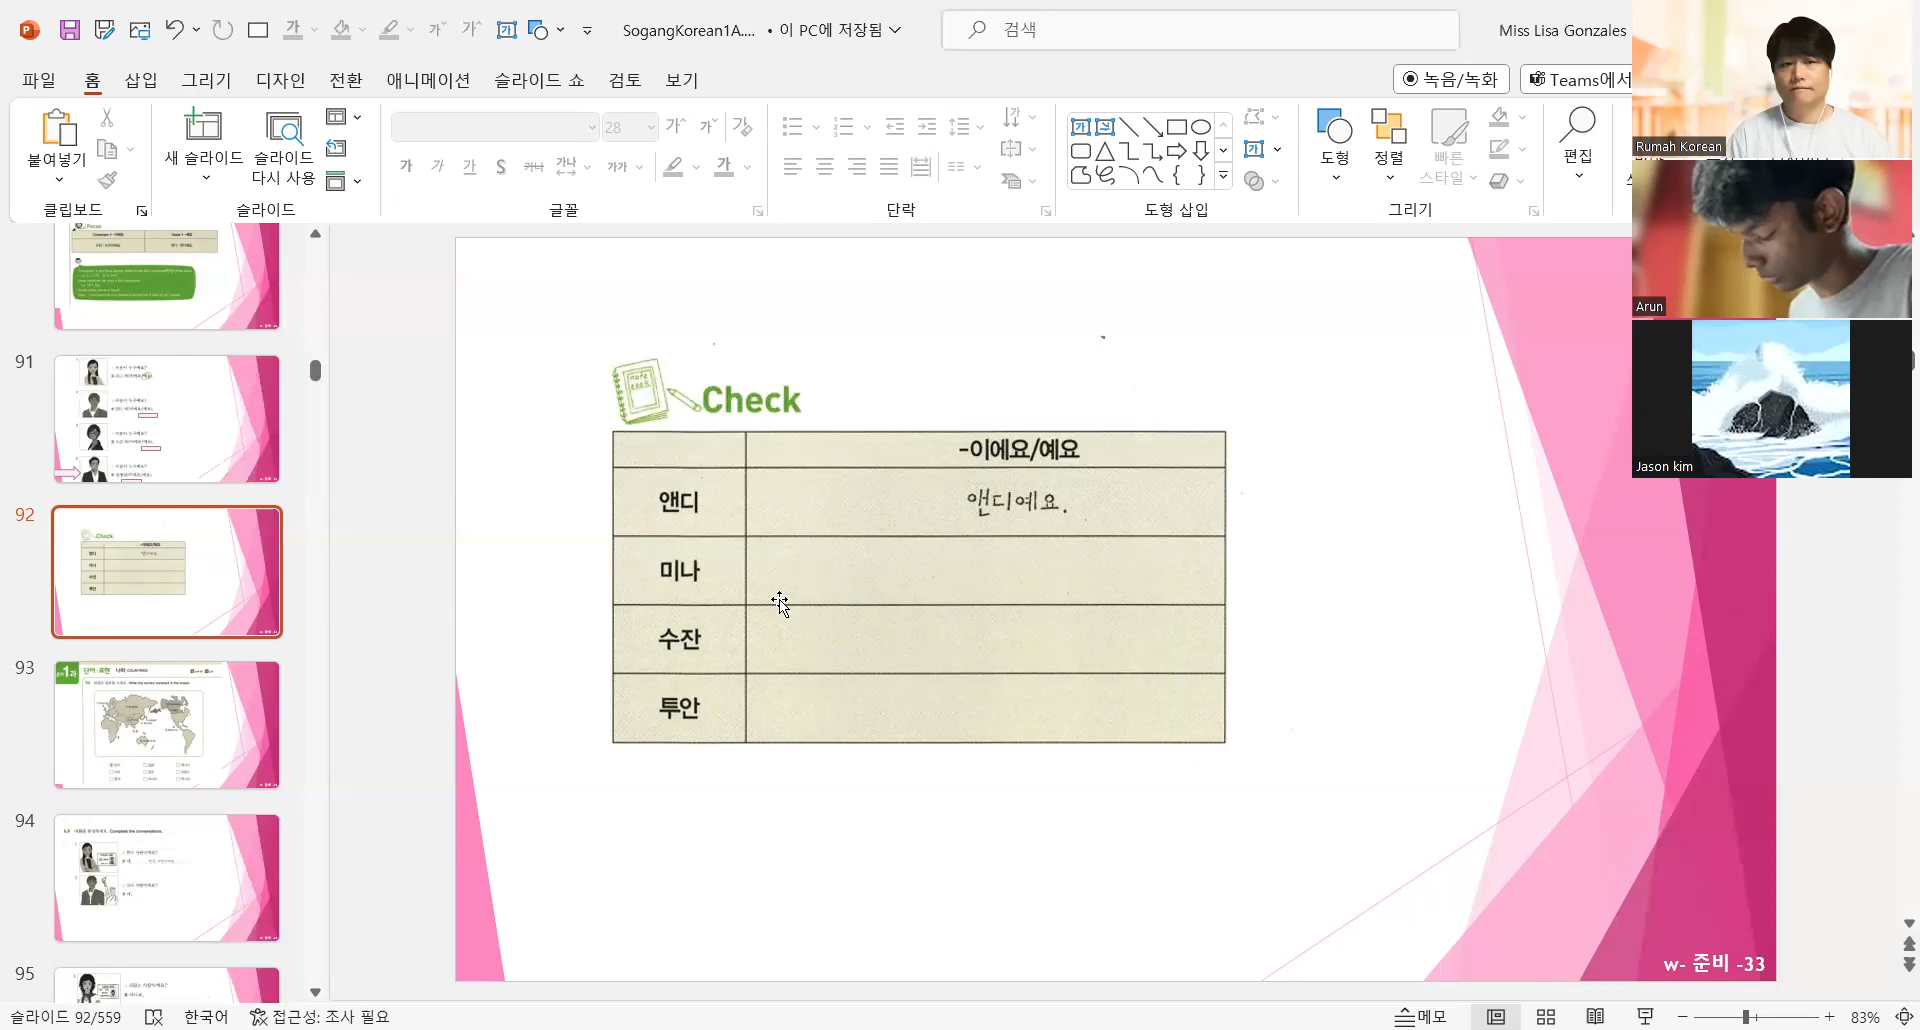 SogangKorean1A.... • 이 PC에 저장됨
검색
Miss Lisa Gonzales
파일 홈 삽입 그리기 디자인 전환 애니메이션 슬라이드 쇼 검토 보기
녹음/녹화
Teams에서
붙여넣기
새 슬라이드
슬라이드
다시 사용
28
도형
정렬
빠른
스타일
편집
클립보드
슬라이드
글꼴
단락
도형 삽입
그리기
Rumah Korean
Arun
Jason kim
91
92
93
94
95
note book
Check
-이에요/예요
앤디
앤디예요.
미나
수잔
투안
w- 준비 -33
슬라이드 92/559
한국어
접근성: 조사 필요
메모
83%